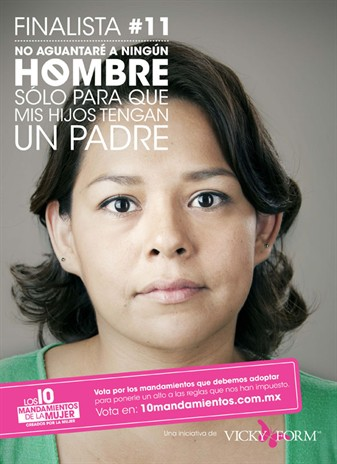 FINALISTA #11
NO AGUANTARÉ A NINGÚN
HOMBRE
SÓLO PARA QUE
MIS HIJOS TENGAN
UN PADRE
LOS 10
MANDAMIENTOS
DE LA MUJER
CREADOS POR LA MUJER
Vota por los mandamientos que debemos adoptar
para ponerle un alto a las reglas que nos han impuesto.
Vota en: 10mandamientos.com.mx
Una iniciativa de VICKY FORM